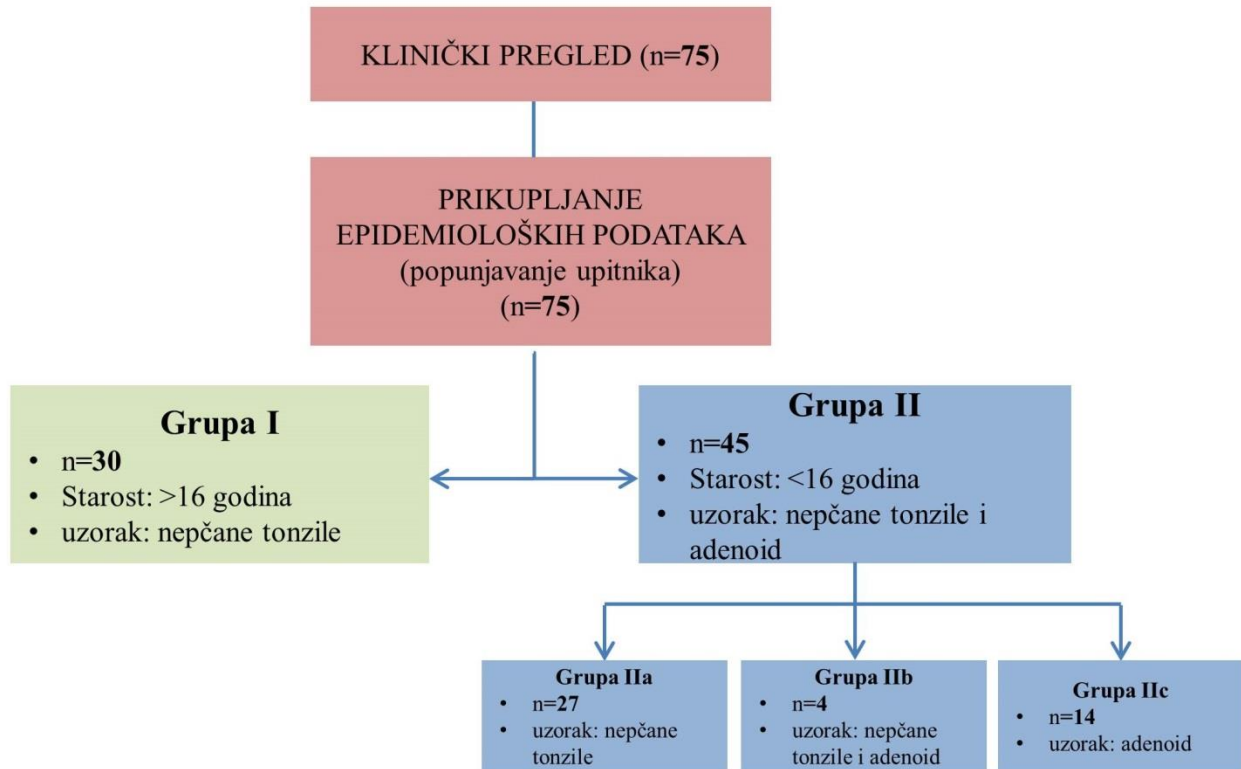 KLINIČKI PREGLED (n=75)
PRIKUPLJANJE
EPIDEMIOLOŠKIH PODATAKA
(popunjavanje upitnika)
(n=75)
Grupa I
• n=30
• Starost: >16 godina
• uzorak: nepčane tonzile
Grupa II
• n=45
• Starost: <16 godina
• uzorak: nepčane tonzile i
adenoid
Grupa IIa
• n=27
• uzorak: nepčane
tonzile
Grupa IIb
• n=4
• uzorak: nepčane
tonzile i adenoid
Grupa IIc
• n=14
• uzorak: adenoid